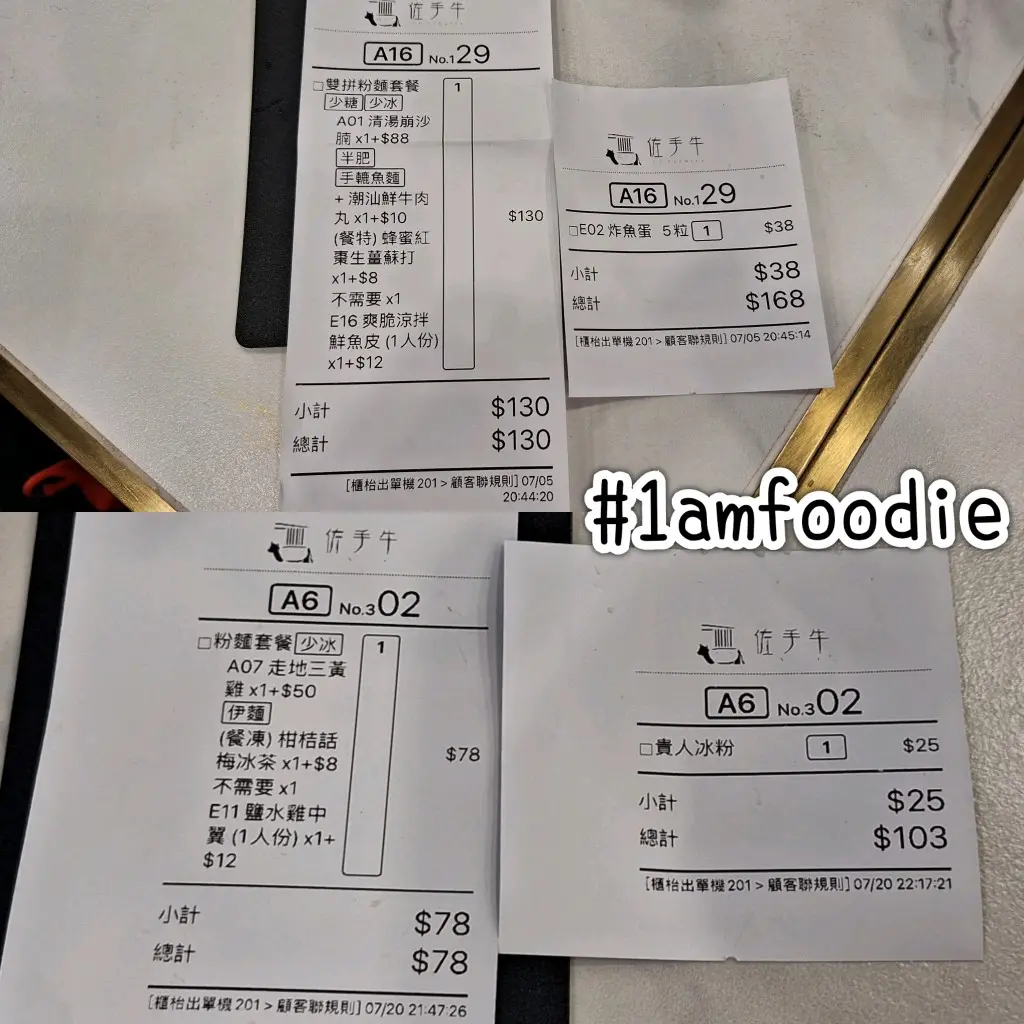 佐手牛
A16 No.129
□雙拼粉麵套餐 1
少糖 少冰
A01 清湯崩沙
腩 x1+$88
半肥
手轆魚麵
+ 潮汕鮮牛肉
丸 x1+$10 $130
(餐特) 蜂蜜紅
棗生薑蘇打
x1+$8
不需要 x1
E16 爽脆涼拌
鮮魚皮 (1人份)
x1+$12
小計 $130
總計 $130
[櫃枱出單機201 > 顧客聯規則] 07/05
20:44:20
佐手牛
A16 No.129
□E02 炸魚蛋 5粒 1 $38
小計 $38
總計 $168
[櫃枱出單機201 > 顧客聯規則] 07/05 20:45:14
#1amfoodie
佐手牛
A6 No.302
□粉麵套餐 少冰 1
A07 走地三黃
雞 x1+$50
伊麵
(餐凍) 柑桔話
梅冰茶 x1+$8 $78
不需要 x1
E11 鹽水雞中
翼 (1人份) x1+
$12
小計 $78
總計 $78
[櫃枱出單機201 > 顧客聯規則] 07/20 21:47:26
佐手牛
A6 No.302
□貴人冰粉 1 $25
小計 $25
總計 $103
[櫃枱出單機201 > 顧客聯規則] 07/20 22:17:21